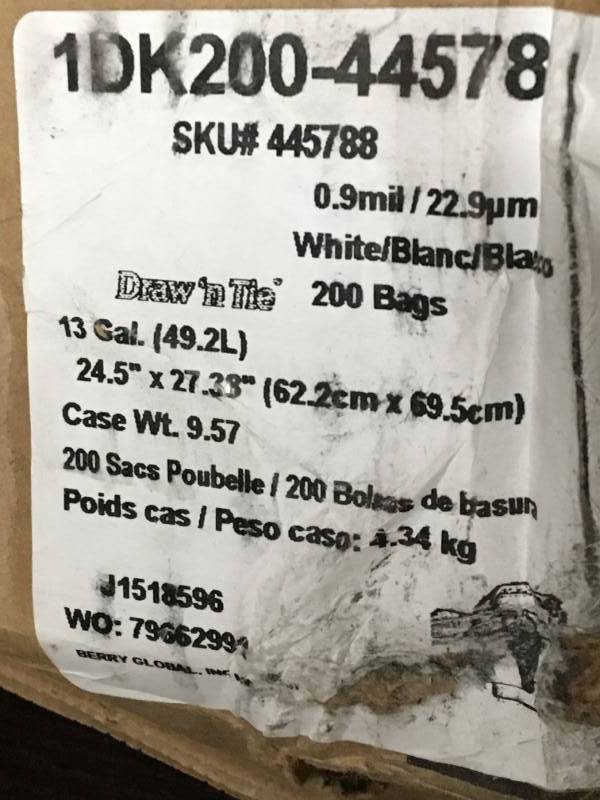 1DK200-44578
SKU# 445788
0.9mil / 22.9µm
White/Blanc/Blanco
Draw 'n Tie® 200 Bags
13 Gal. (49.2L)
24.5" x 27.38" (62.2cm x 69.5cm)
Case Wt. 9.57
200 Sacs Poubelle / 200 Bolsas de basura
Poids cas / Peso caso: 4.34 kg
J1518596
WO:
BERRY GLOBAL, INC